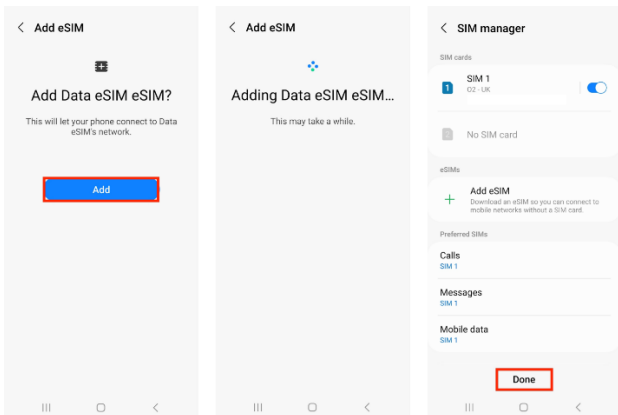 Add eSIM
Add Data eSIM eSIM?
This will let your phone connect to Data
eSIM's network.
Add
Add eSIM
Adding Data eSIM eSIM...
This may take a while.
SIM manager
SIM cards
1
SIM 1
O2 - UK
2
No SIM card
eSIMs
Add eSIM
Download an eSIM so you can connect to
mobile networks without a SIM card.
Preferred SIMs
Calls
SIM 1
Messages
SIM 1
Mobile data
SIM 1
Done